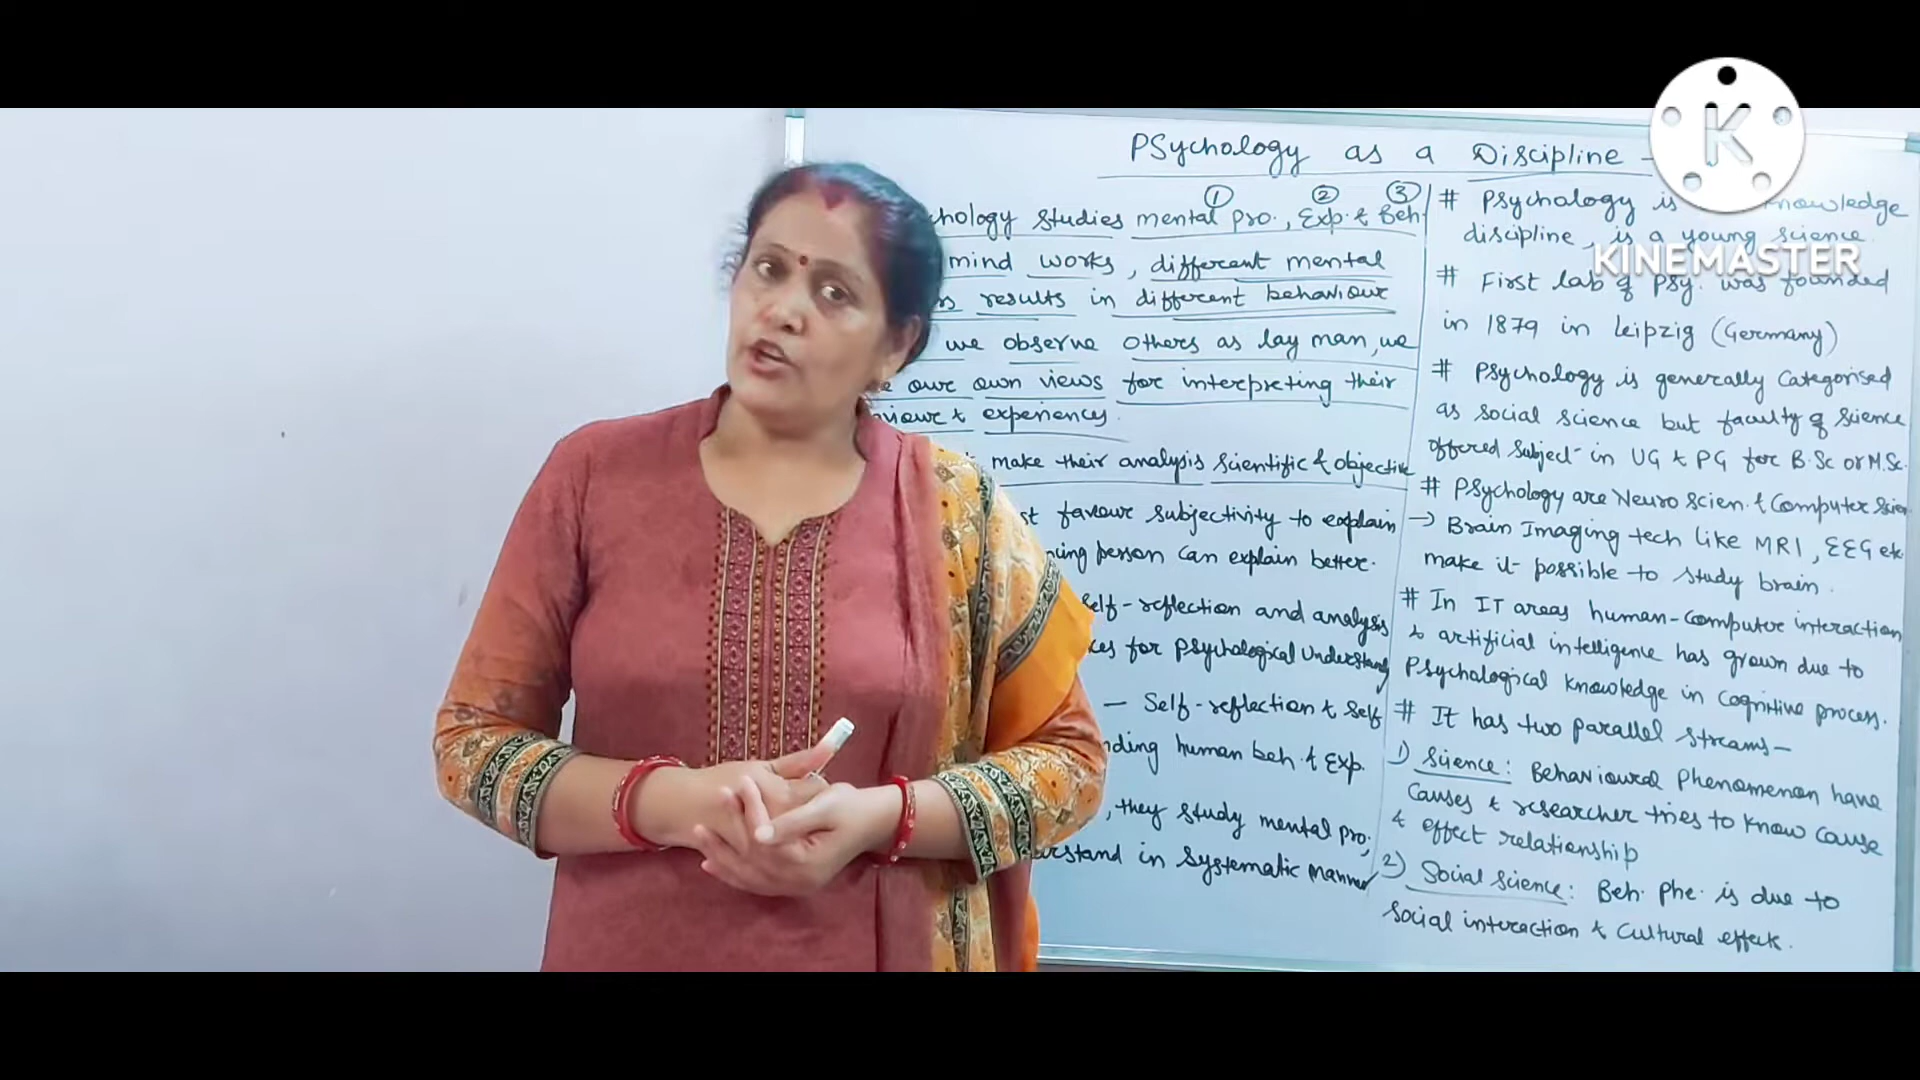 Psychology as a Discipline -
① ② ③
chology studies mental pro., Exp. & Beh.
mind works, different mental
results in different behaviour
we observe others as lay man, we
our own views for interpreting their
& experiences.
make their analysis scientific & objective
st favour subjectivity to explain
person can explain better.
self-reflection and analysis
ces for psychological understandg
- Self-reflection & self
ding human beh. & Exp.
, they study mental pro;
rstand in systematic manner
# Psychology is knowledge
discipline, is a young science.
# First lab of Psy. was founded
in 1879 in Leipzig (Germany)
# Psychology is generally categorised
as social science but faculty of science
offered subject in UG & PG for B.Sc or M.Sc.
# Psychology are Neuro scien. & Computer Scien
→ Brain Imaging tech like MRI, EEG etc
make it possible to study brain.
# In IT areas human-computer interaction
& artificial intelligence has grown due to
Psychological knowledge in cognitive process.
# It has two parallel streams-
1) Science: Behavioural Phenomenon have
causes & researcher tries to know cause
& effect relationship
2) Social science: Beh. Phe. is due to
social interaction & cultural effect.
K
KINEMASTER